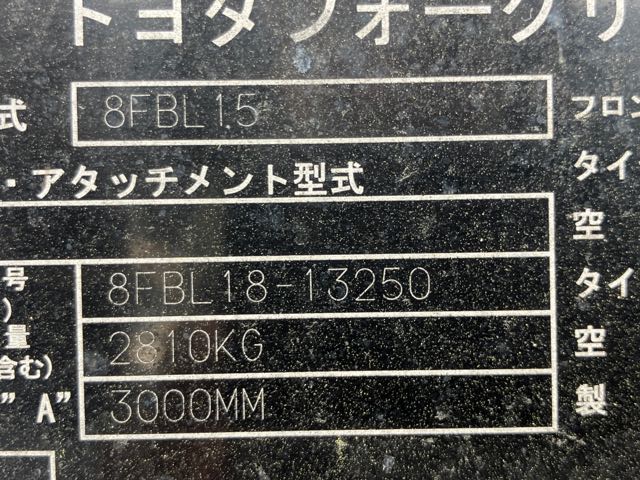 トヨタフォークリ
式 8FBL15 フロン
・アタッチメント型式 タイ
空
号 8FBL18-13250 タイ
)
量 2810KG 空
含む)
" A" 3000MM 製